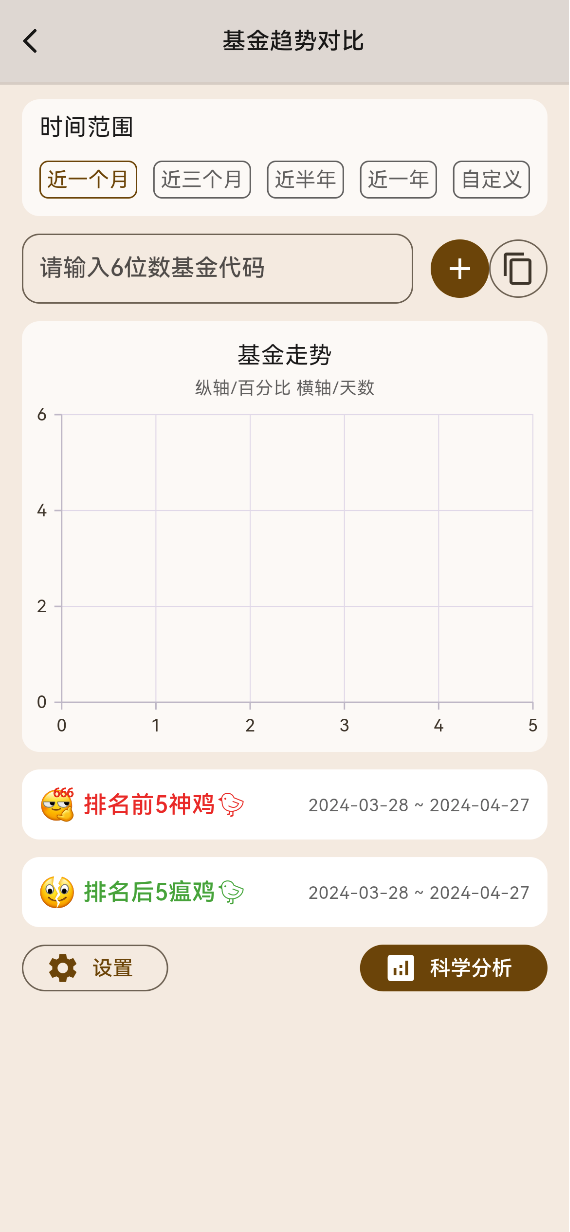 基金趋势对比
时间范围
近一个月 近三个月 近半年 近一年 自定义
请输入6位数基金代码
基金走势
纵轴/百分比 横轴/天数
6
4
2
0
0 1 2 3 4 5
666 排名前5神鸡 2024-03-28 ~ 2024-04-27
排名后5瘟鸡 2024-03-28 ~ 2024-04-27
设置 科学分析